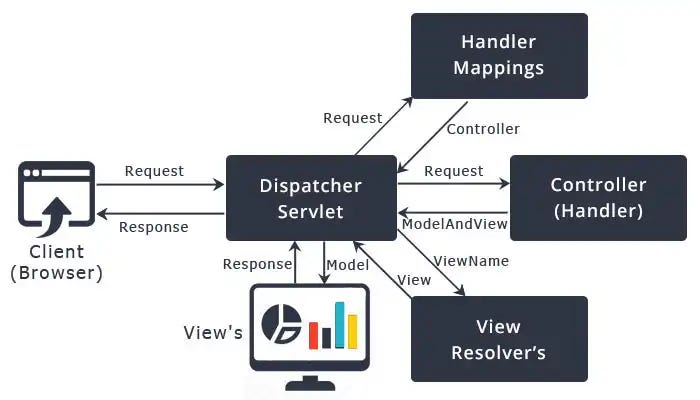 Handler
Mappings
Request
Controller
Request
Dispatcher
Servlet
Request
Controller
(Handler)
Response
ModelAndView
Client
(Browser)
Response
Model
View
ViewName
View's
View
Resolver's